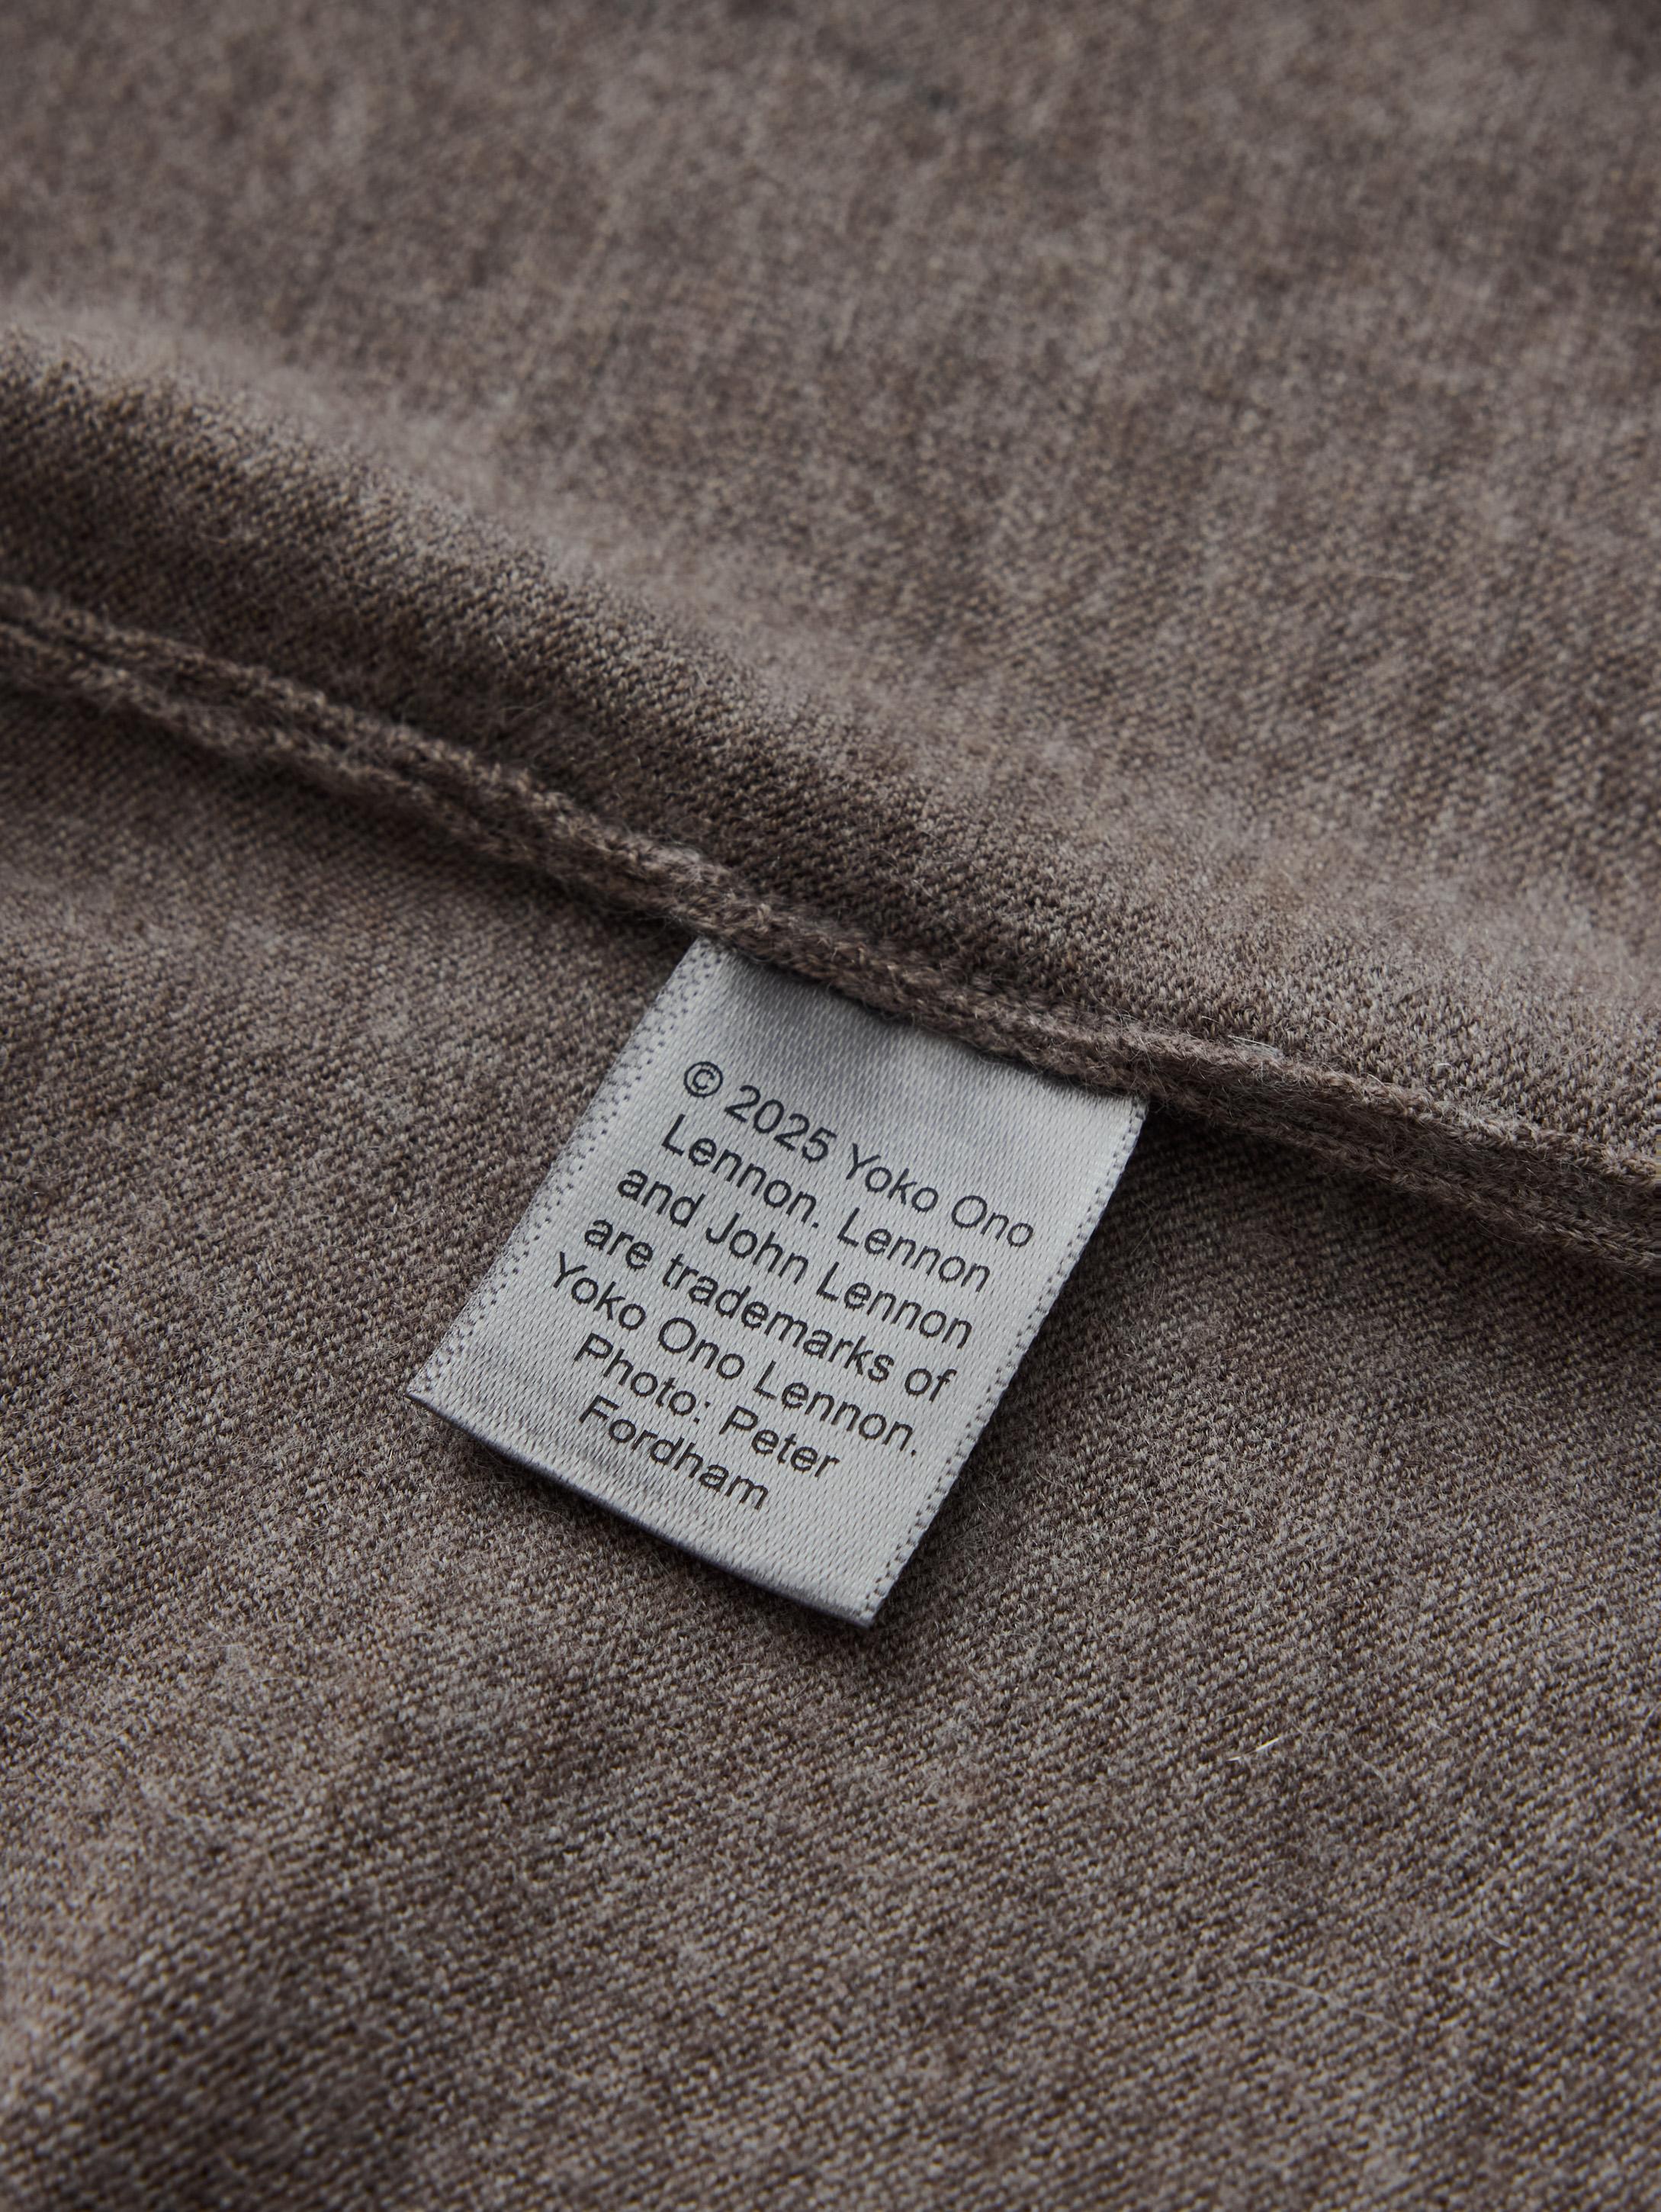 © 2025 Yoko Ono
Lennon. Lennon
and John Lennon
are trademarks of
Yoko Ono Lennon.
Photo: Peter
Fordham